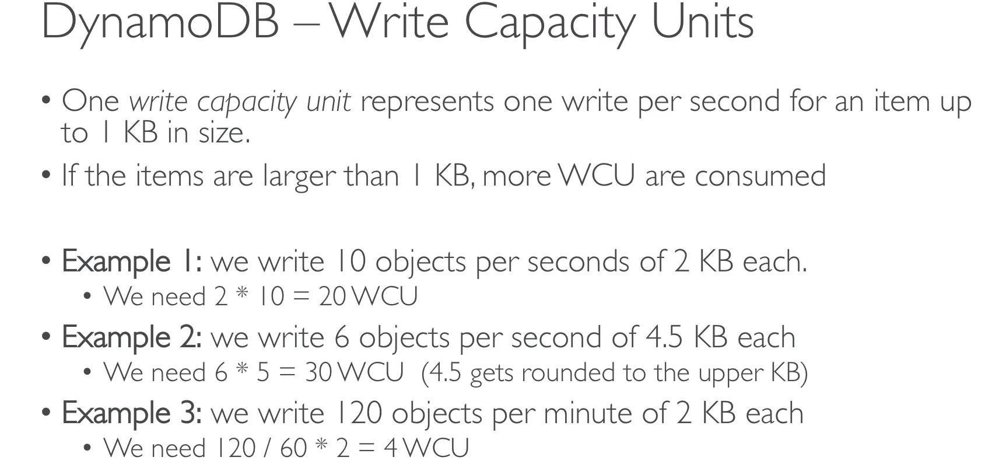 DynamoDB – Write Capacity Units
• One write capacity unit represents one write per second for an item up
to 1 KB in size.
• If the items are larger than 1 KB, more WCU are consumed
• Example 1: we write 10 objects per seconds of 2 KB each.
• We need 2 * 10 = 20 WCU
• Example 2: we write 6 objects per second of 4.5 KB each
• We need 6 * 5 = 30 WCU (4.5 gets rounded to the upper KB)
• Example 3: we write 120 objects per minute of 2 KB each
• We need 120 / 60 * 2 = 4 WCU